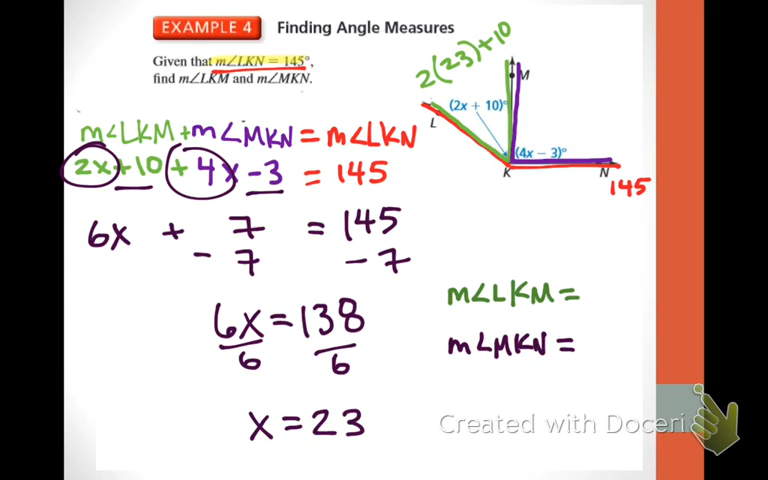 EXAMPLE 4 Finding Angle Measures
Given that m∠LKN = 145°,
find m∠LKM and m∠MKN.
2(23)+10
M
(2x + 10)°
L
(4x − 3)°
K
N
145
m∠LKM + m∠MKN = m∠LKN
2x + 10 + 4x - 3 = 145
6x + 7 = 145
- 7 - 7
6x = 138
6 6
x = 23
m∠LKM =
m∠MKN =
Created with Doceri